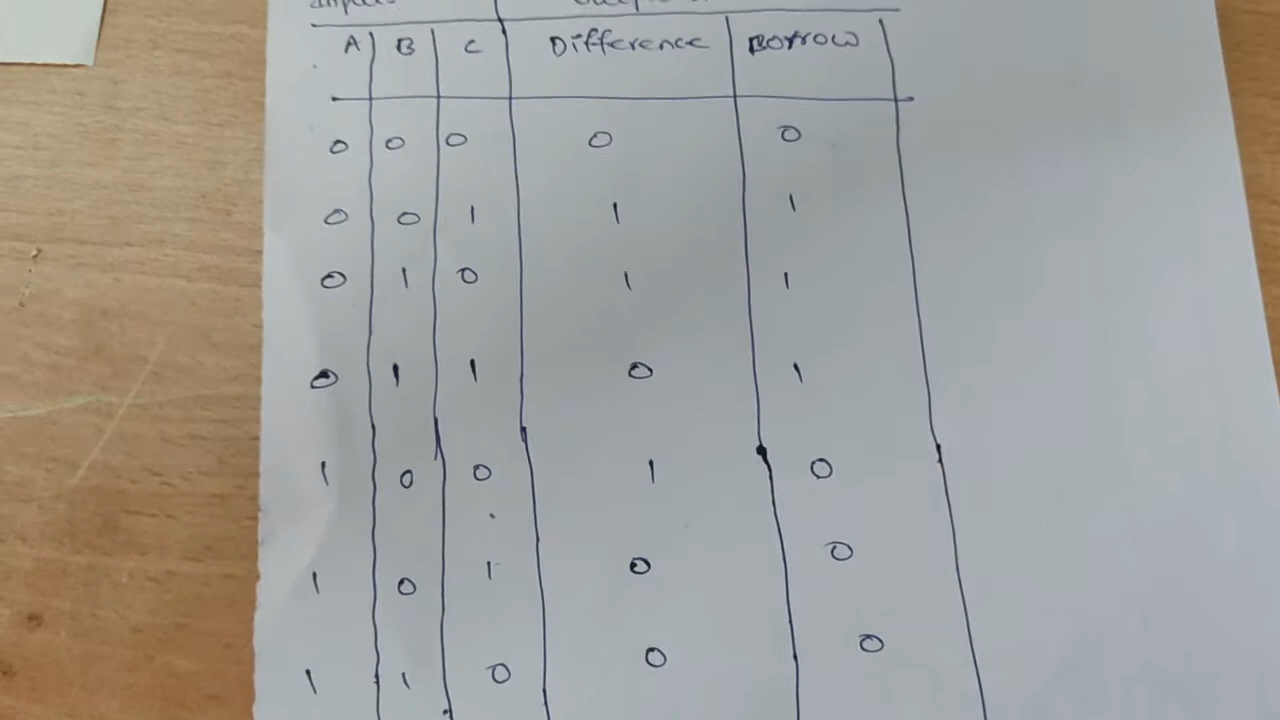 A B C Difference Borrow
0 0 0 0 0
0 0 1 1 1
0 1 0 1 1
0 1 1 0 1
1 0 0 1 0
1 0 1 0 0
1 1 0 0 0